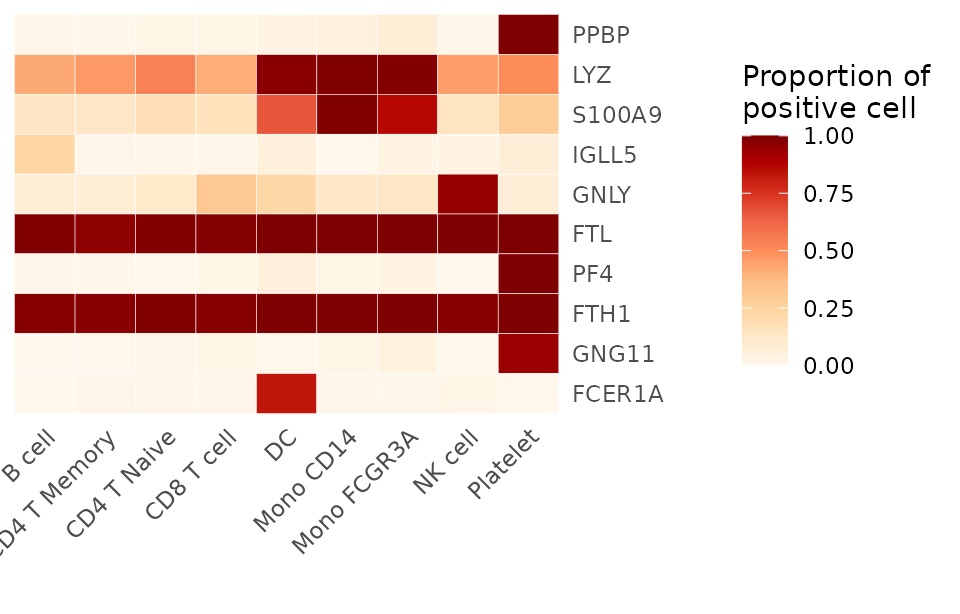 PPBP
LYZ
S100A9
IGLL5
GNLY
FTL
PF4
FTH1
GNG11
FCER1A
Proportion of
positive cell
1.00
0.75
0.50
0.25
0.00
B cell
CD4 T Memory
CD4 T Naive
CD8 T cell
DC
Mono CD14
Mono FCGR3A
NK cell
Platelet